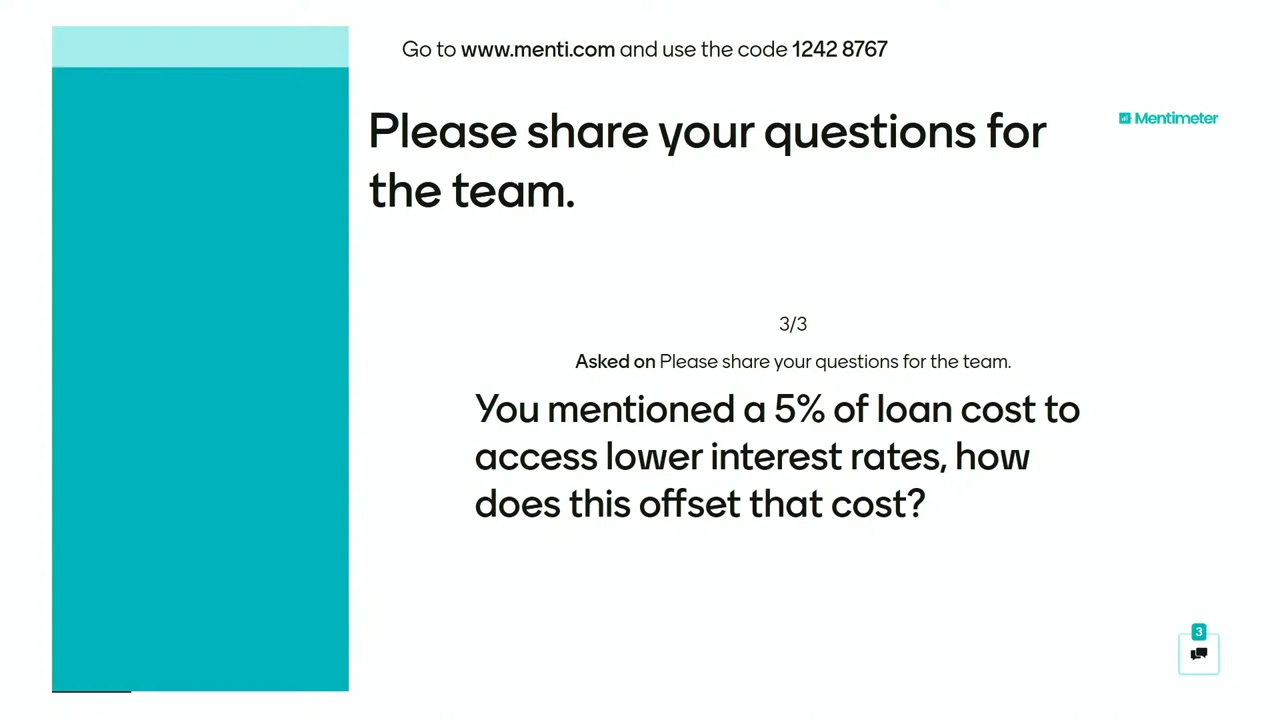 Go to www.menti.com and use the code 1242 8767
Please share your questions for
the team.
Mentimeter
3/3
Asked on Please share your questions for the team.
You mentioned a 5% of loan cost to
access lower interest rates, how
does this offset that cost?
3